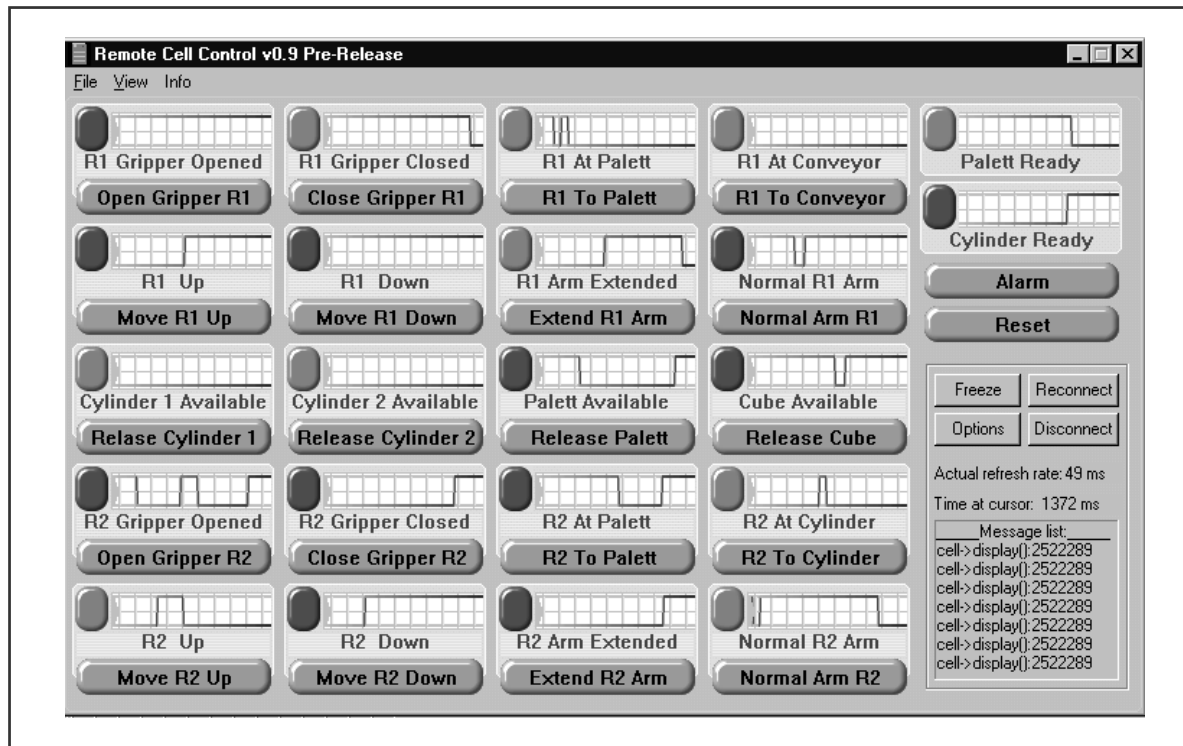 Remote Cell Control v0.9 Pre-Release
File View Info
R1 Gripper Opened
Open Gripper R1
R1 Gripper Closed
Close Gripper R1
R1 At Palett
R1 To Palett
R1 At Conveyor
R1 To Conveyor
Palett Ready
Cylinder Ready
R1 Up
Move R1 Up
R1 Down
Move R1 Down
R1 Arm Extended
Extend R1 Arm
Normal R1 Arm
Normal Arm R1
Alarm
Reset
Cylinder 1 Available
Relase Cylinder 1
Cylinder 2 Available
Release Cylinder 2
Palett Available
Release Palett
Cube Available
Release Cube
R2 Gripper Opened
Open Gripper R2
R2 Gripper Closed
Close Gripper R2
R2 At Palett
R2 To Palett
R2 At Cylinder
R2 To Cylinder
R2 Up
Move R2 Up
R2 Down
Move R2 Down
R2 Arm Extended
Extend R2 Arm
Normal R2 Arm
Normal Arm R2
Freeze Reconnect
Options Disconnect
Actual refresh rate: 49 ms
Time at cursor: 1372 ms
Message list:
cell->display():2522289
cell->display():2522289
cell->display():2522289
cell->display():2522289
cell->display():2522289
cell->display():2522289
cell->display():2522289